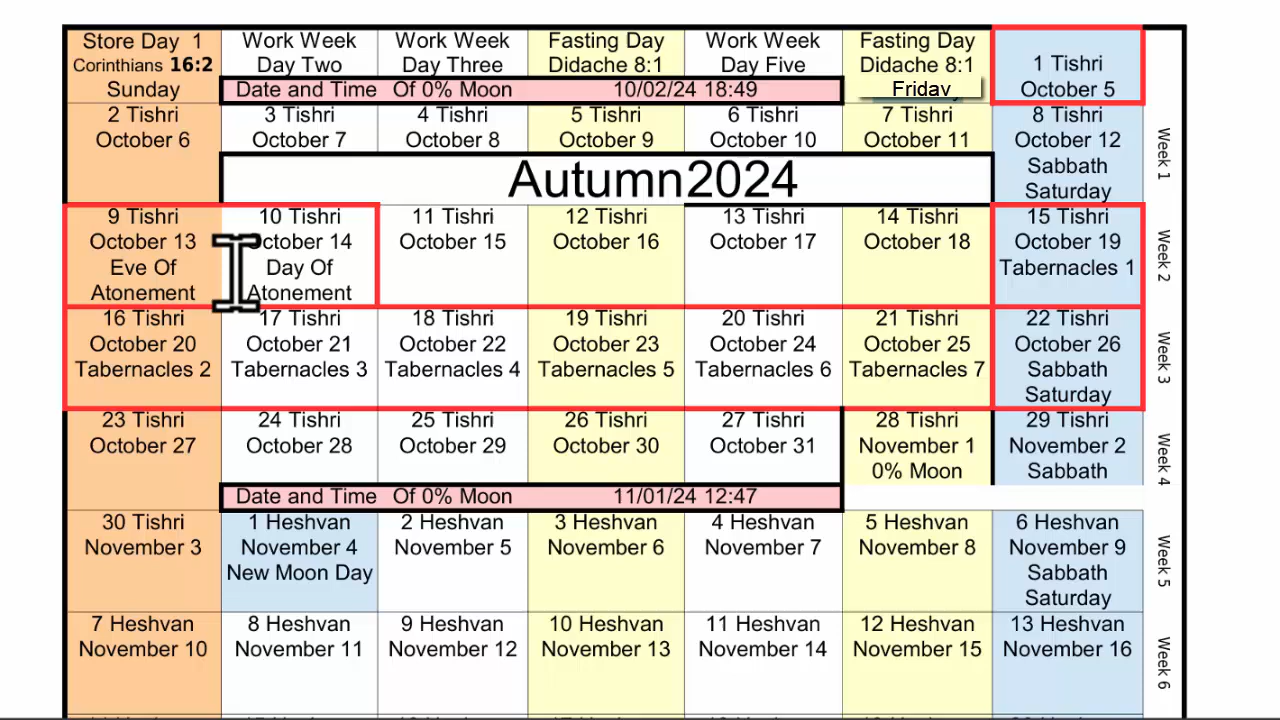 Store Day 1
Corinthians 16:2
Sunday
Work Week
Day Two
Work Week
Day Three
Fasting Day
Didache 8:1
Work Week
Day Five
Fasting Day
Didache 8:1
Friday
1 Tishri
October 5
Date and Time Of 0% Moon 10/02/24 18:49
2 Tishri
October 6
3 Tishri
October 7
4 Tishri
October 8
5 Tishri
October 9
6 Tishri
October 10
7 Tishri
October 11
8 Tishri
October 12
Sabbath
Saturday
Week 1
Autumn2024
9 Tishri
October 13
Eve Of
Atonement
10 Tishri
October 14
Day Of
Atonement
11 Tishri
October 15
12 Tishri
October 16
13 Tishri
October 17
14 Tishri
October 18
15 Tishri
October 19
Tabernacles 1
Week 2
16 Tishri
October 20
Tabernacles 2
17 Tishri
October 21
Tabernacles 3
18 Tishri
October 22
Tabernacles 4
19 Tishri
October 23
Tabernacles 5
20 Tishri
October 24
Tabernacles 6
21 Tishri
October 25
Tabernacles 7
22 Tishri
October 26
Sabbath
Saturday
Week 3
23 Tishri
October 27
24 Tishri
October 28
25 Tishri
October 29
26 Tishri
October 30
27 Tishri
October 31
28 Tishri
November 1
0% Moon
29 Tishri
November 2
Sabbath
Week 4
Date and Time Of 0% Moon 11/01/24 12:47
30 Tishri
November 3
1 Heshvan
November 4
New Moon Day
2 Heshvan
November 5
3 Heshvan
November 6
4 Heshvan
November 7
5 Heshvan
November 8
6 Heshvan
November 9
Sabbath
Saturday
Week 5
7 Heshvan
November 10
8 Heshvan
November 11
9 Heshvan
November 12
10 Heshvan
November 13
11 Heshvan
November 14
12 Heshvan
November 15
13 Heshvan
November 16
Week 6